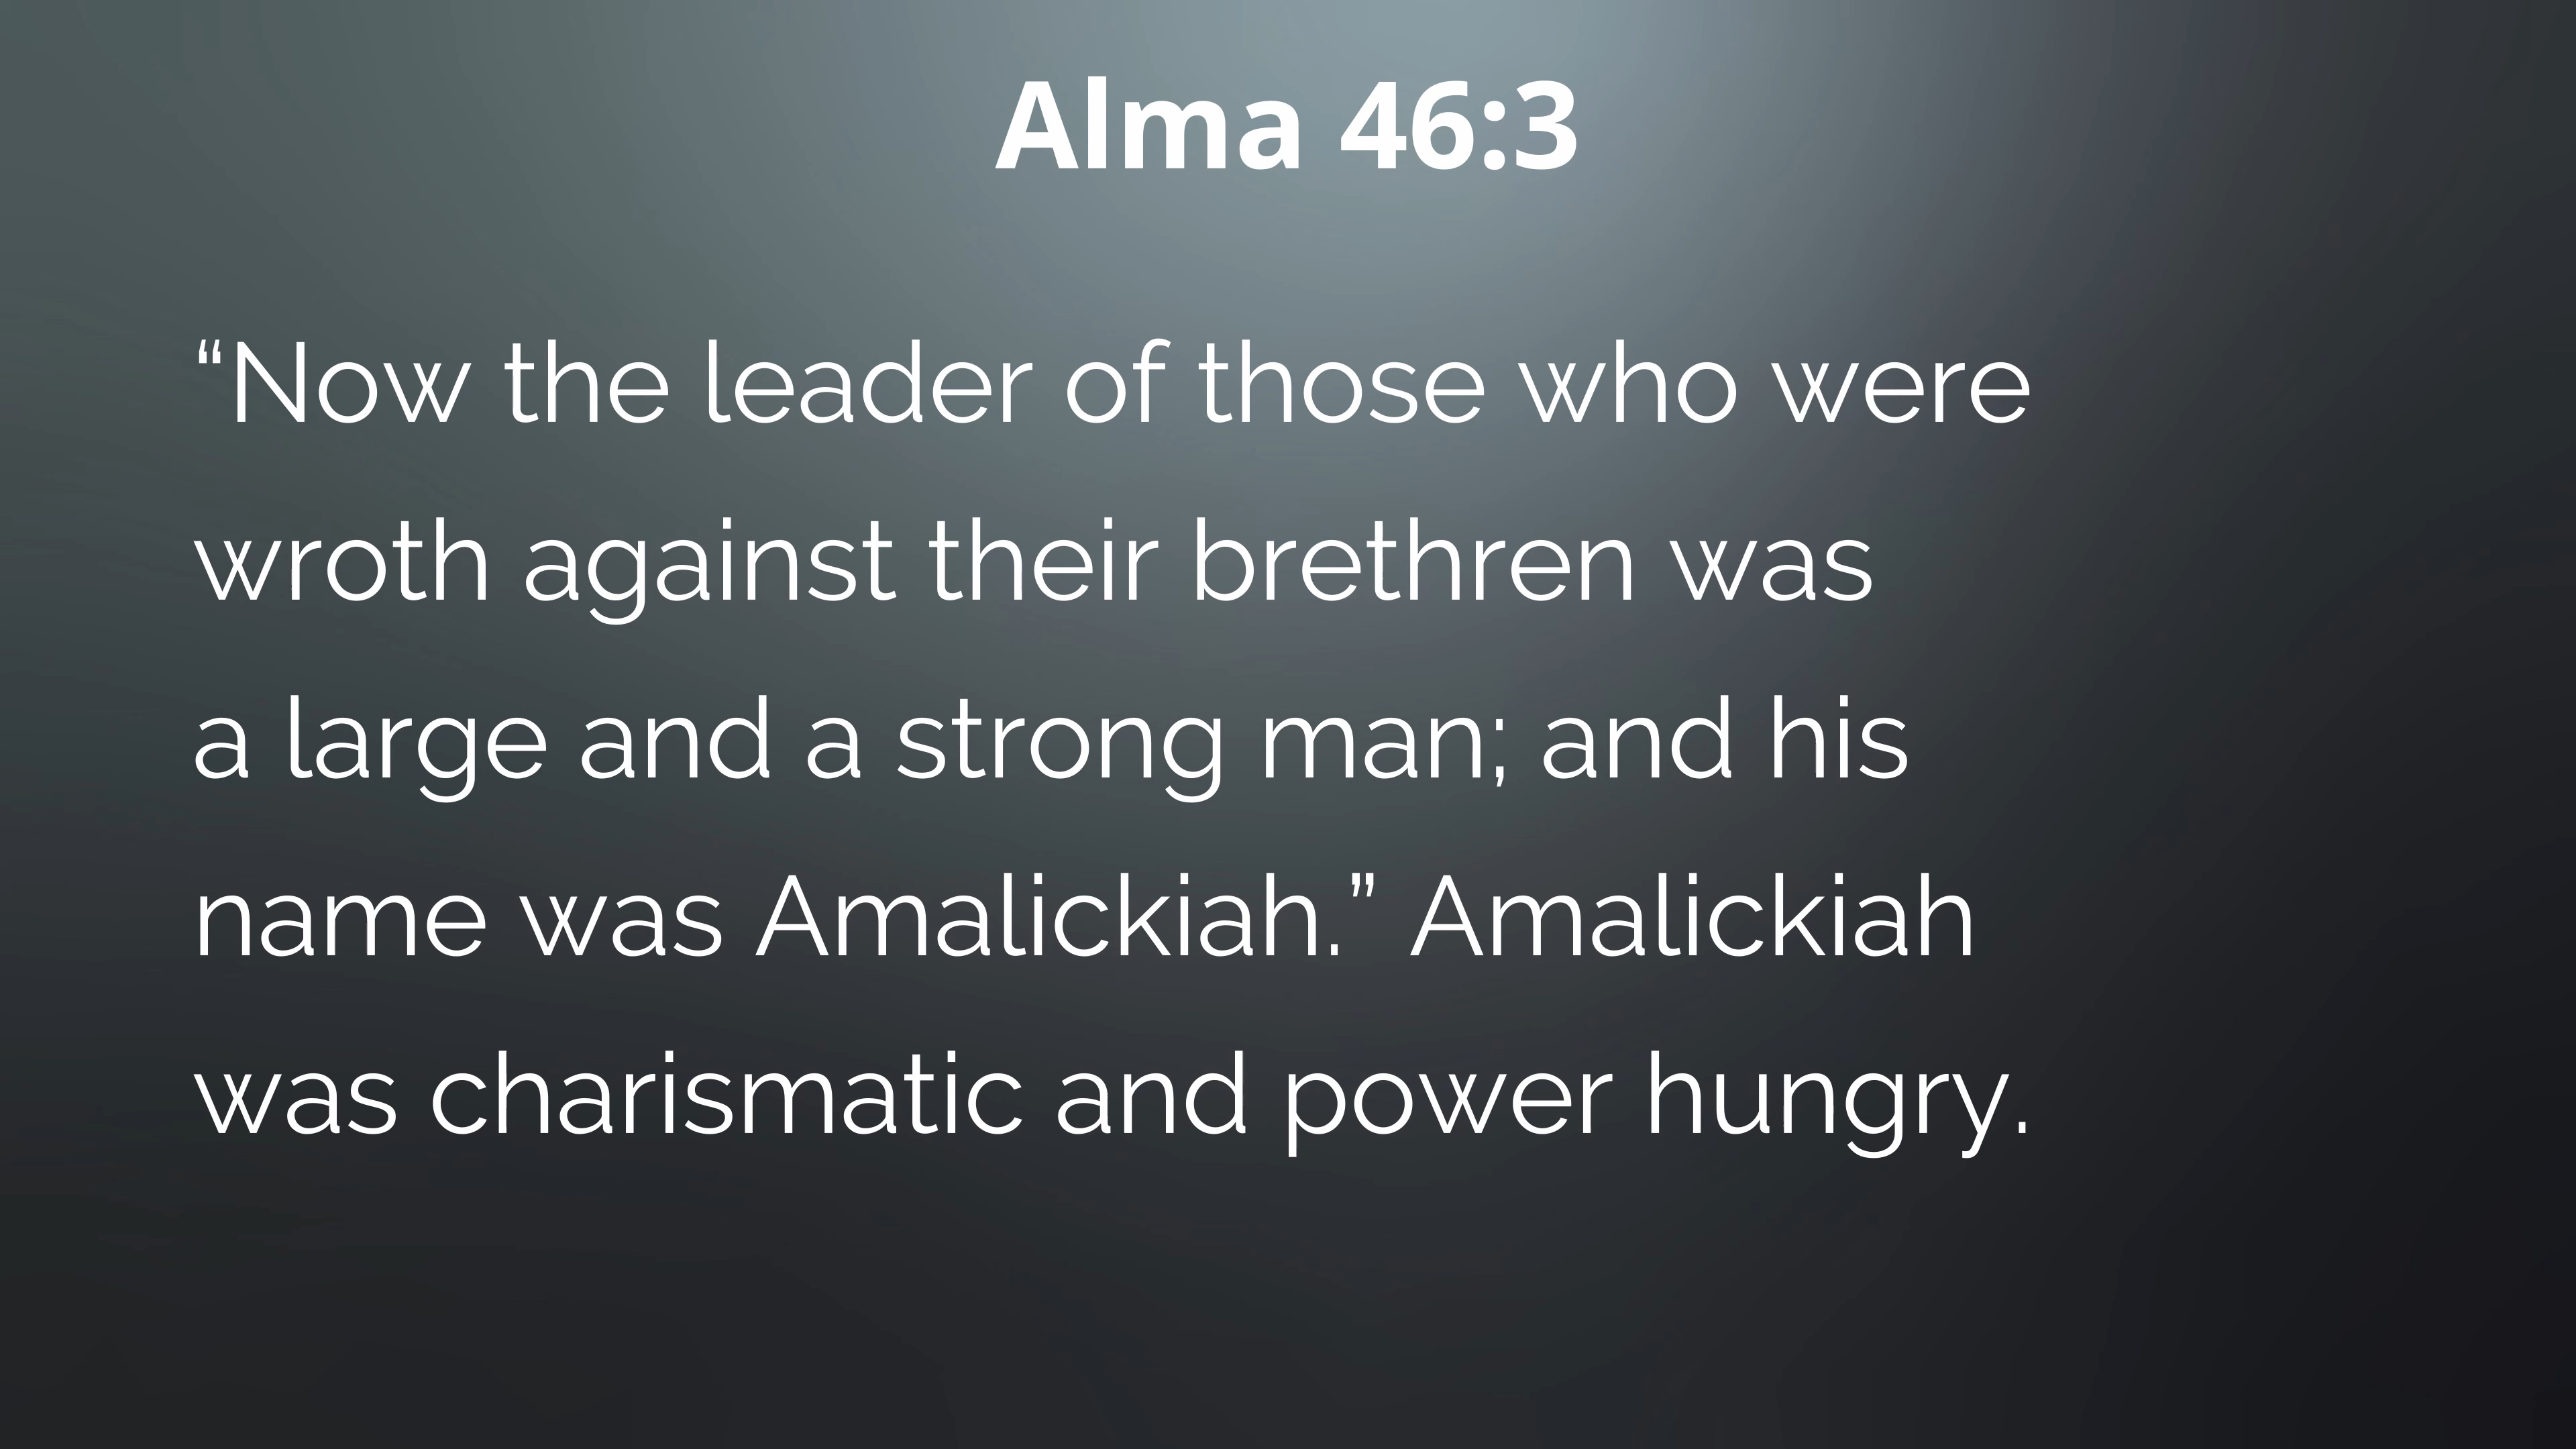 Alma 46:3
“Now the leader of those who were
wroth against their brethren was
a large and a strong man; and his
name was Amalickiah.” Amalickiah
was charismatic and power hungry.